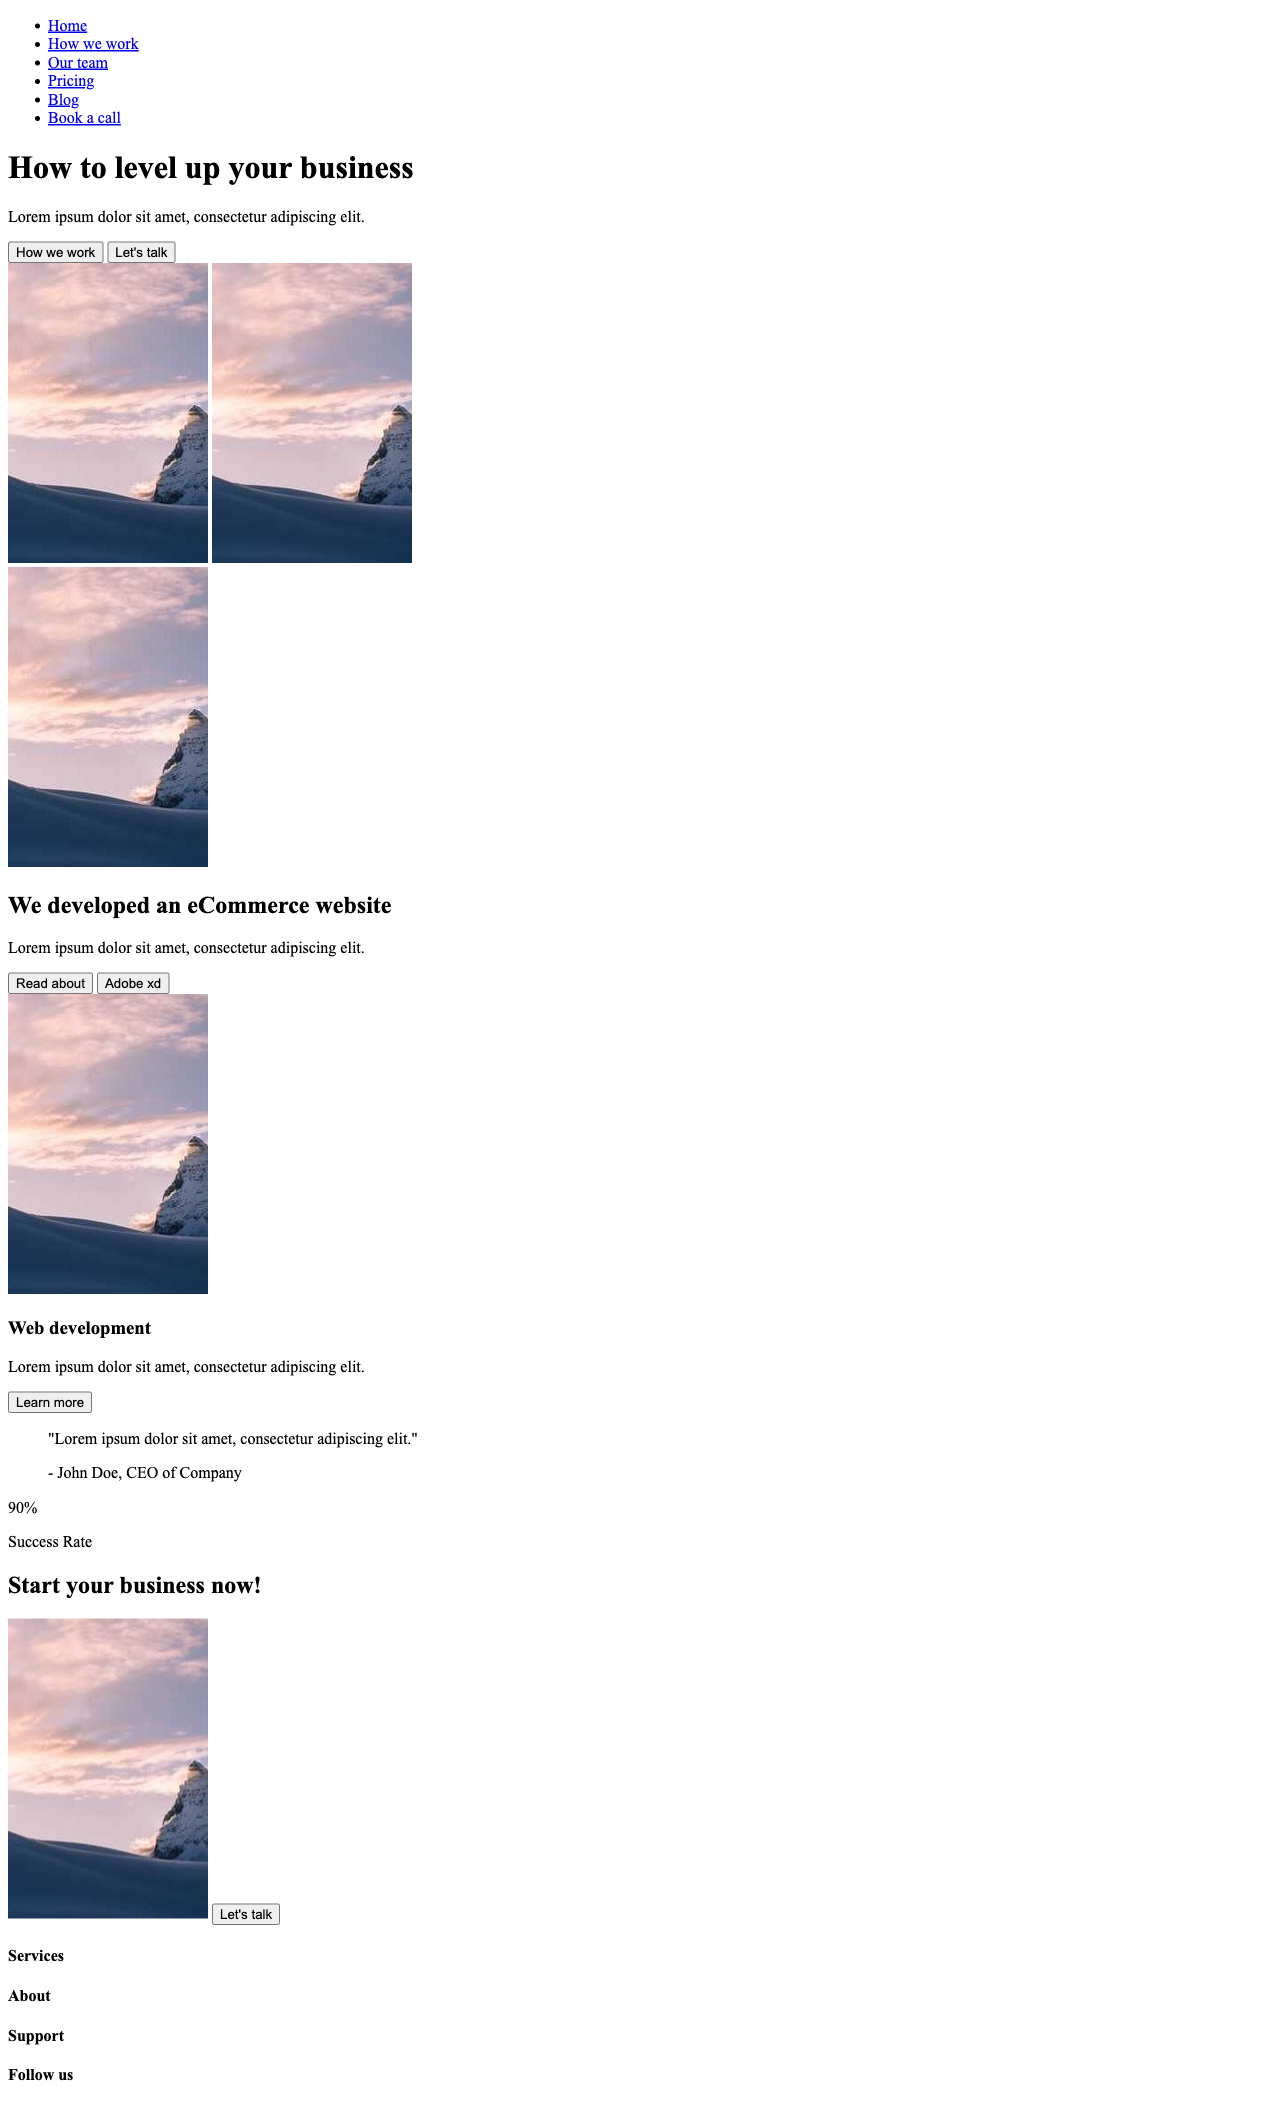 Home
How we work
Our team
Pricing
Blog
Book a call
How to level up your business
Lorem ipsum dolor sit amet, consectetur adipiscing elit.
How we work Let's talk
We developed an eCommerce website
Lorem ipsum dolor sit amet, consectetur adipiscing elit.
Read about Adobe xd
Web development
Lorem ipsum dolor sit amet, consectetur adipiscing elit.
Learn more
"Lorem ipsum dolor sit amet, consectetur adipiscing elit."
- John Doe, CEO of Company
90%
Success Rate
Start your business now!
Let's talk
Services
About
Support
Follow us